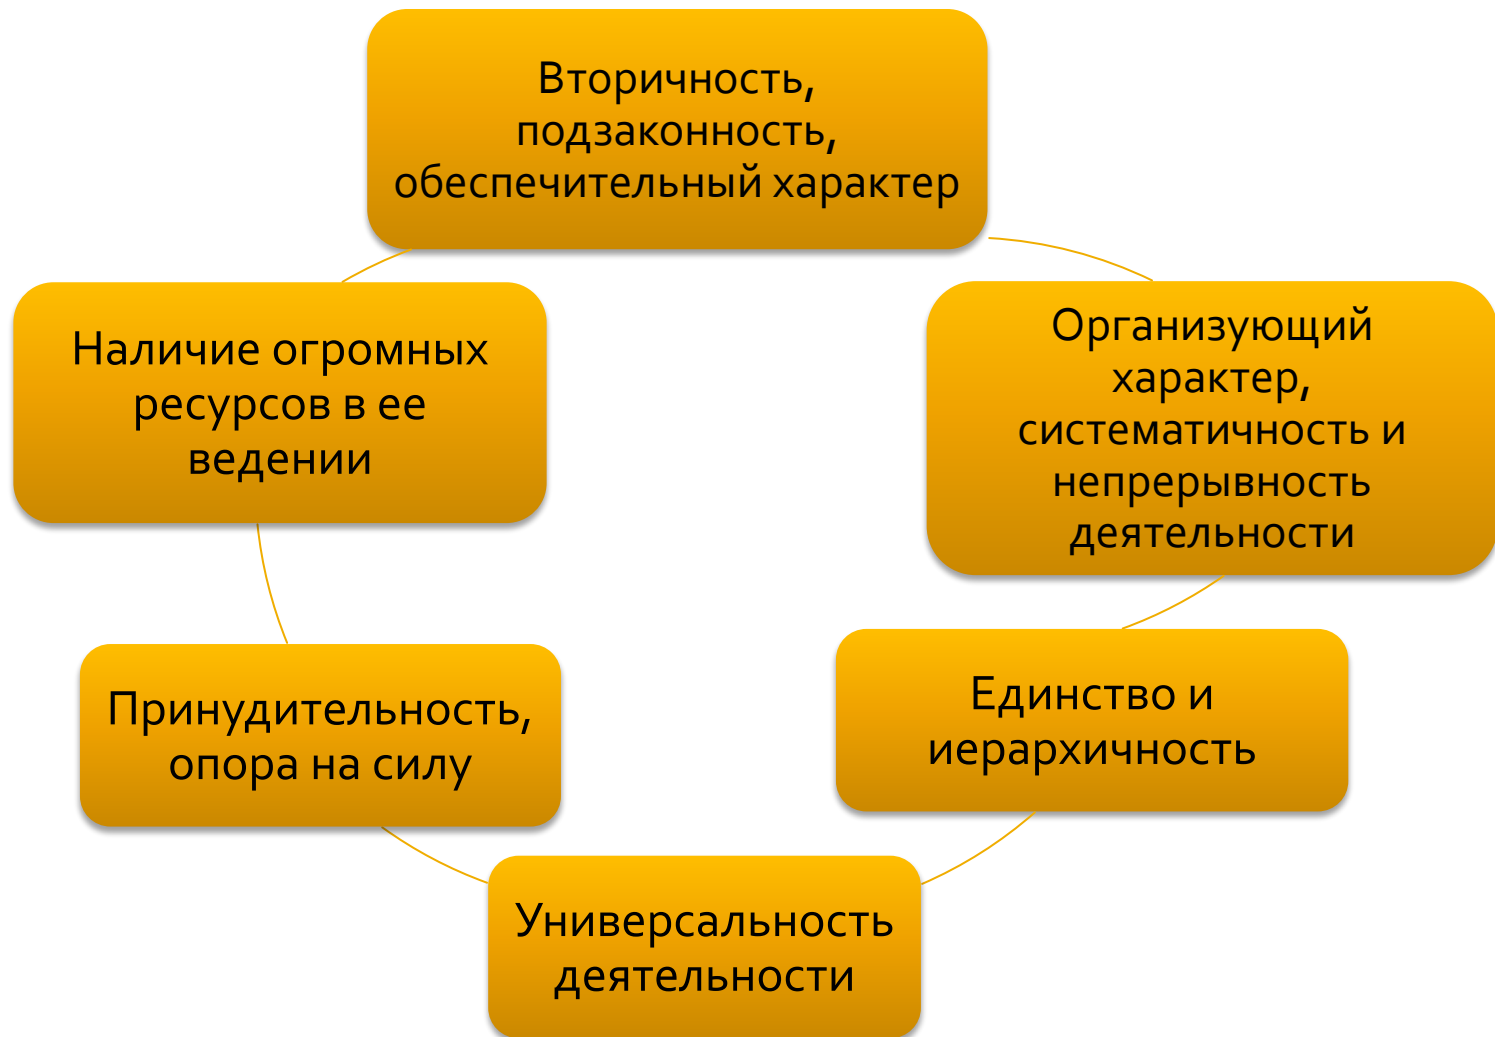 Вторичность,
подзаконность,
обеспечительный характер
Организующий
характер,
систематичность и
непрерывность
деятельности
Единство и
иерархичность
Универсальность
деятельности
Принудительность,
опора на силу
Наличие огромных
ресурсов в ее
ведении